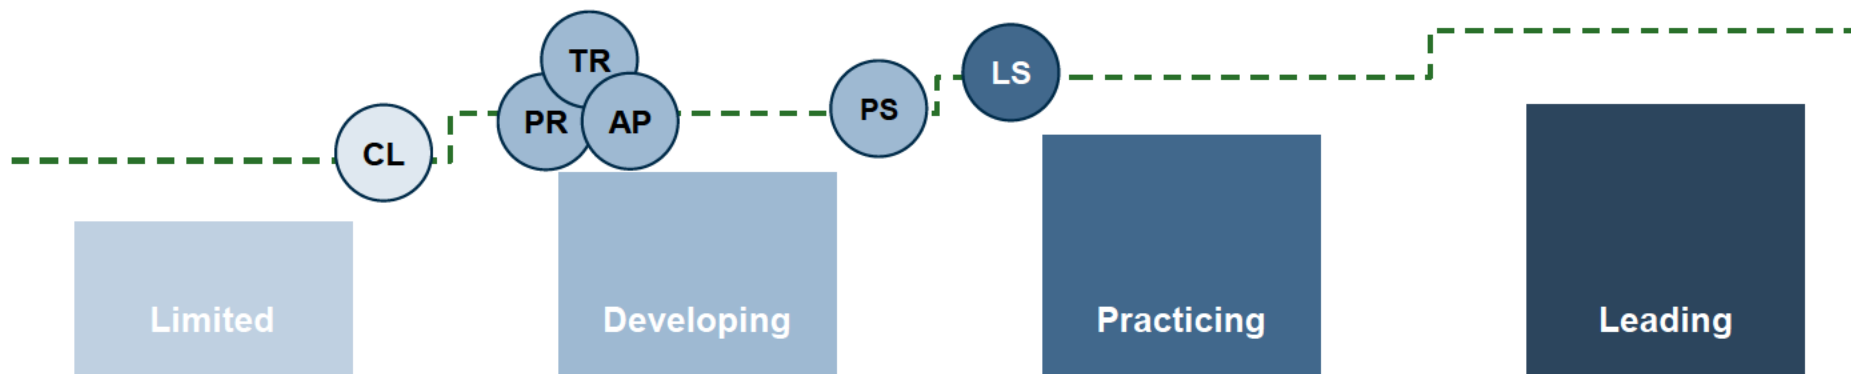 TR
LS
PS
PR
AP
CL
Limited
Developing
Practicing
Leading